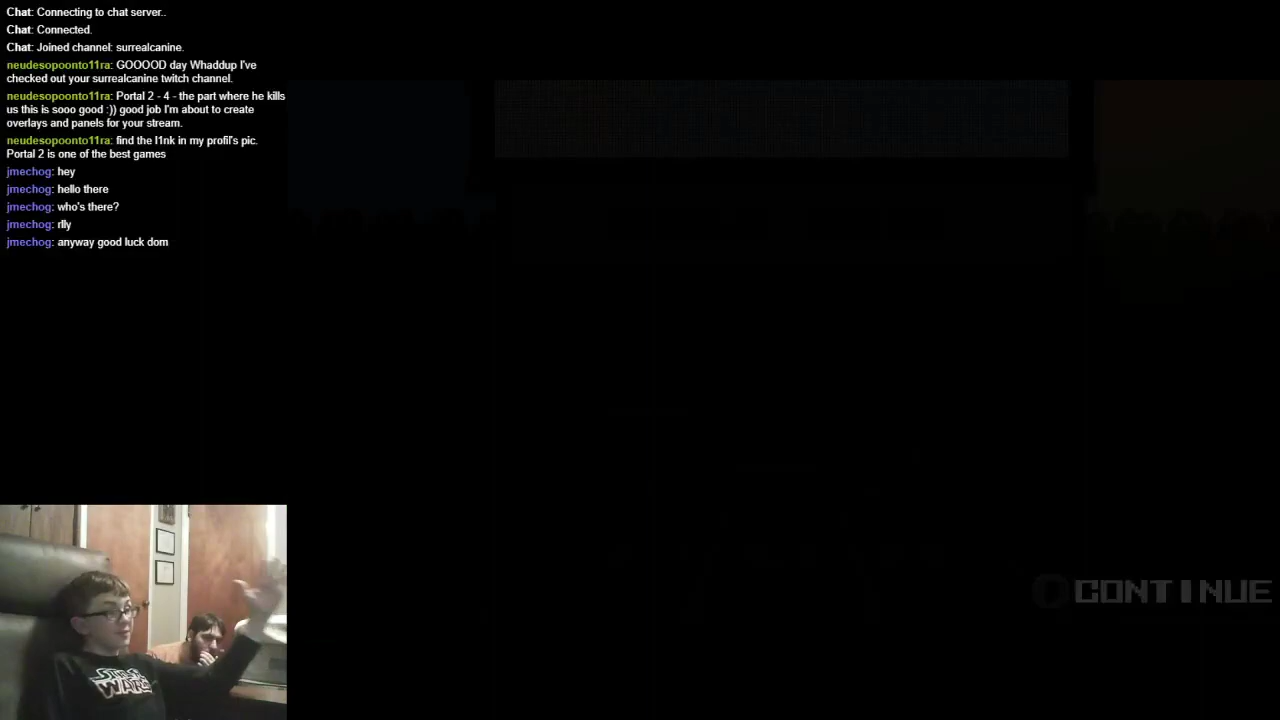 Chat: Connecting to chat server..
Chat: Connected.
Chat: Joined channel: surrealcanine.
neudesopoonto11ra: GOOOOD day Whaddup I've
checked out your surrealcanine twitch channel.
neudesopoonto11ra: Portal 2 - 4 - the part where he kills
us this is sooo good :)) good job I'm about to create
overlays and panels for your stream.
neudesopoonto11ra: find the l1nk in my profil's pic.
Portal 2 is one of the best games
jmechog: hey
jmechog: hello there
jmechog: who's there?
jmechog: rlly
jmechog: anyway good luck dom
CONTINUE
STAR
WARS